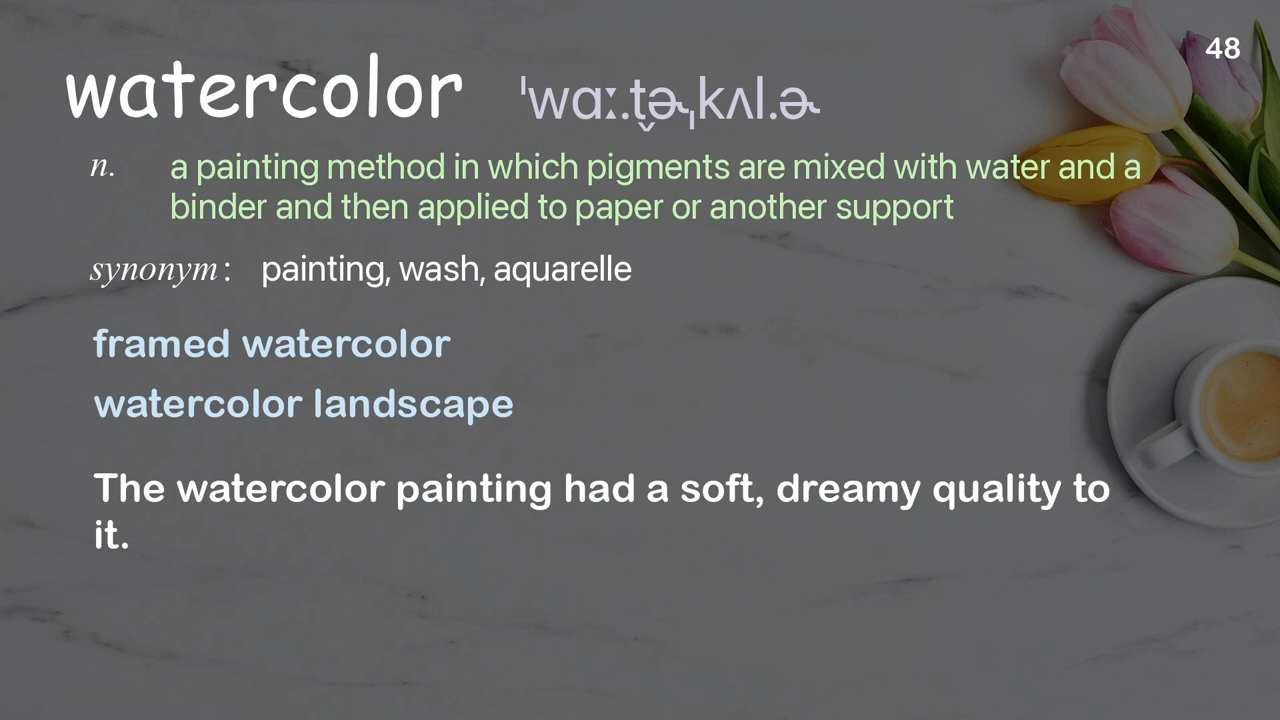 48
watercolor ˈwɑː.t̬ɚˌkʌl.ɚ
n. a painting method in which pigments are mixed with water and a
binder and then applied to paper or another support
synonym: painting, wash, aquarelle
framed watercolor
watercolor landscape
The watercolor painting had a soft, dreamy quality to
it.